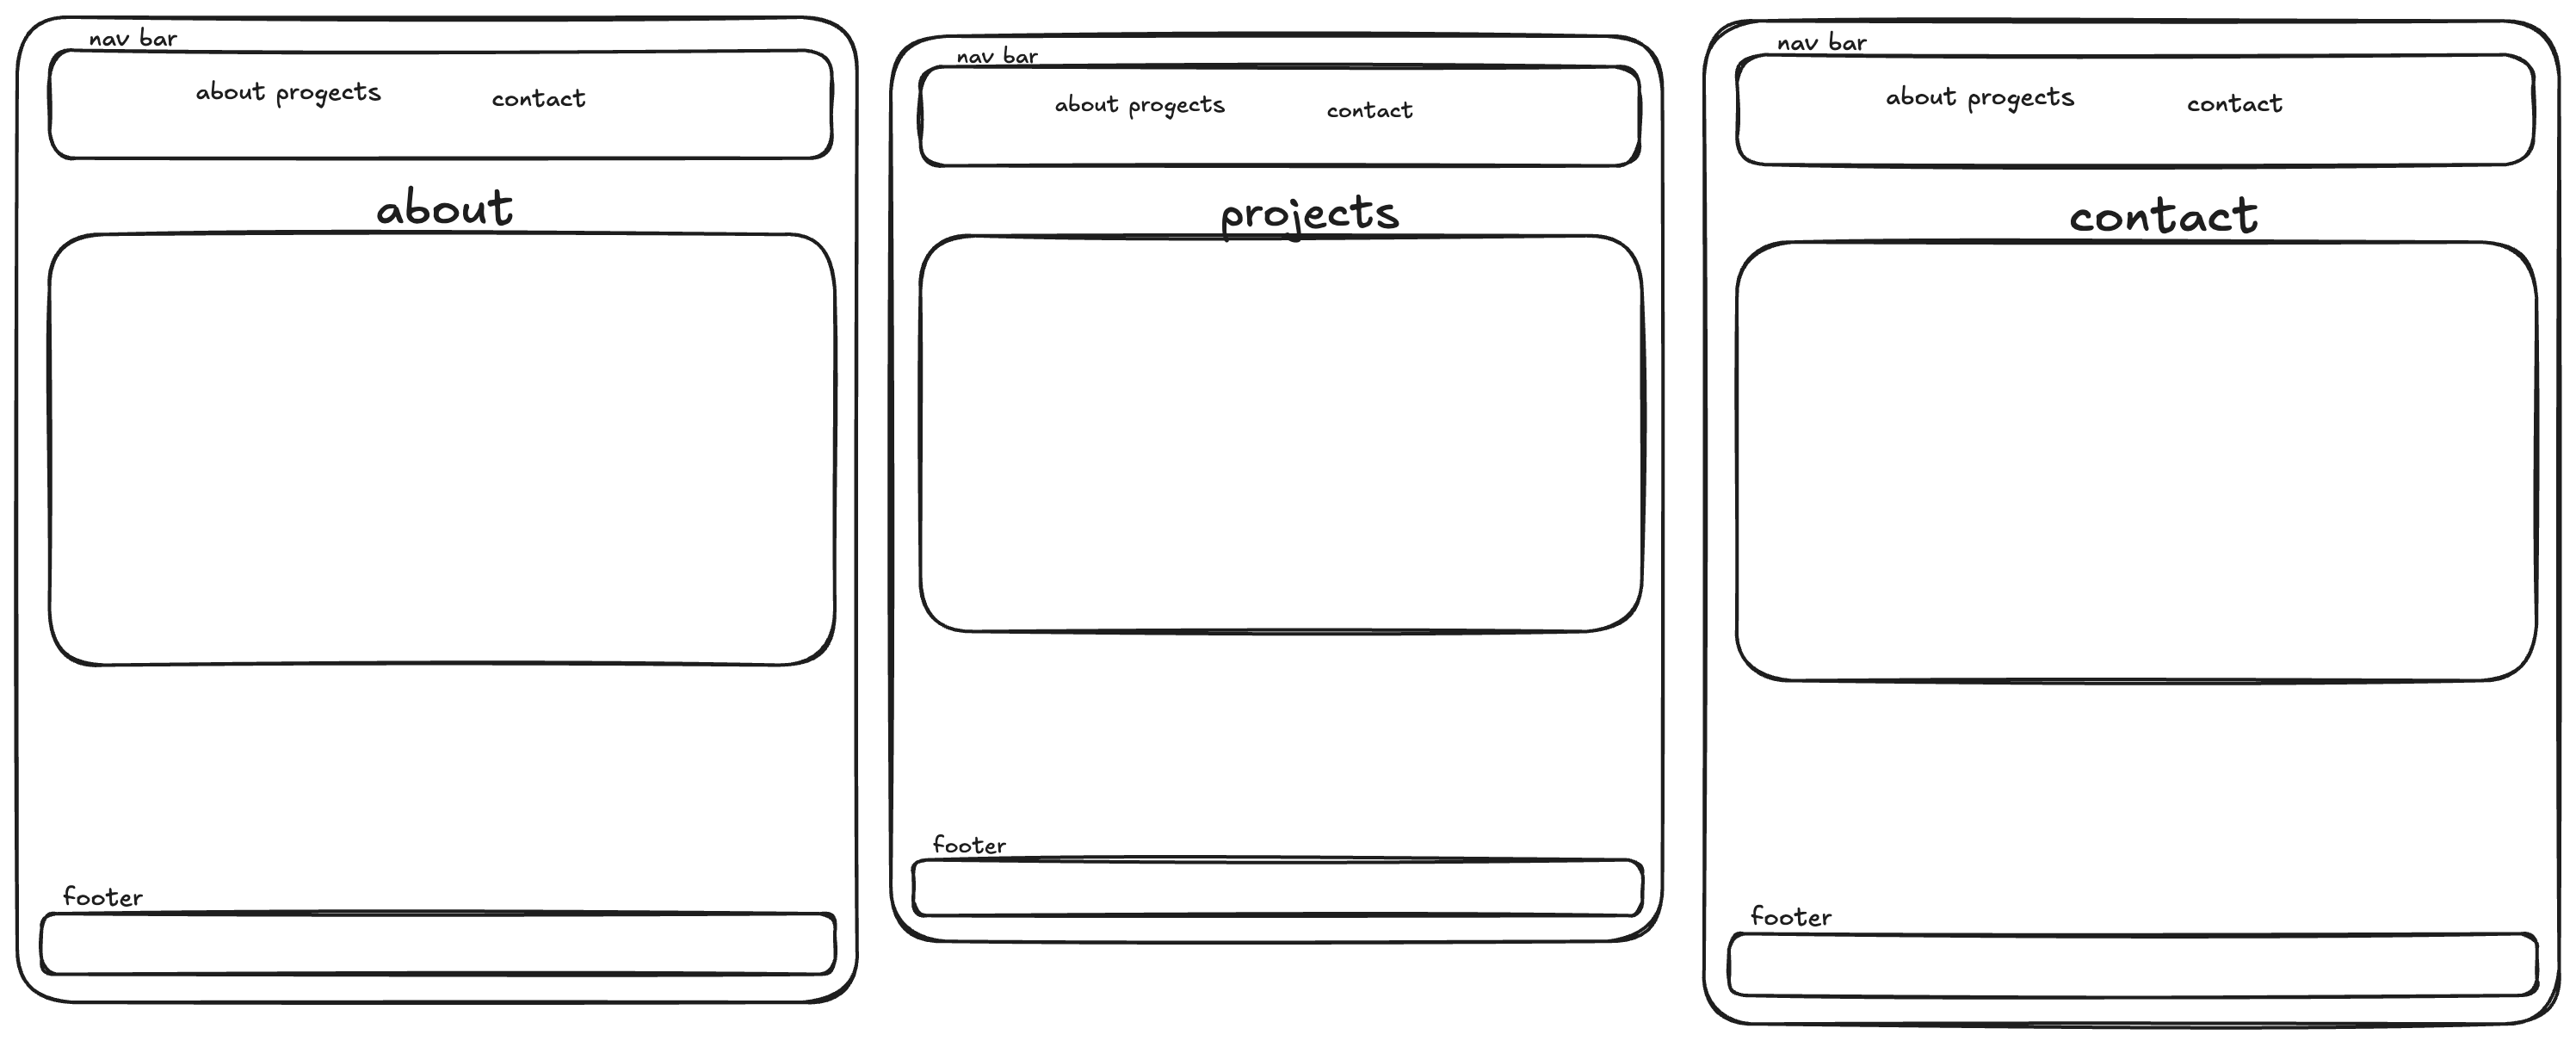 nav bar
about progects contact
about
footer
nav bar
about progects contact
projects
footer
nav bar
about progects contact
contact
footer